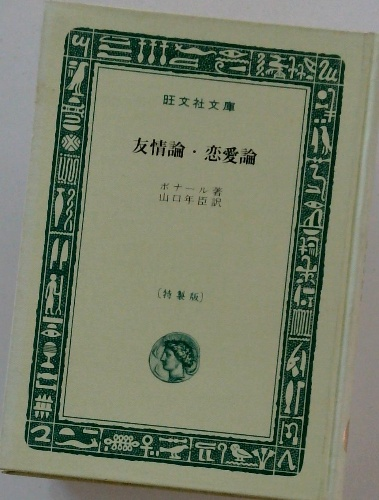 旺文社文庫
友情論・恋愛論
ボナール著
山口年臣訳
〔特製版〕